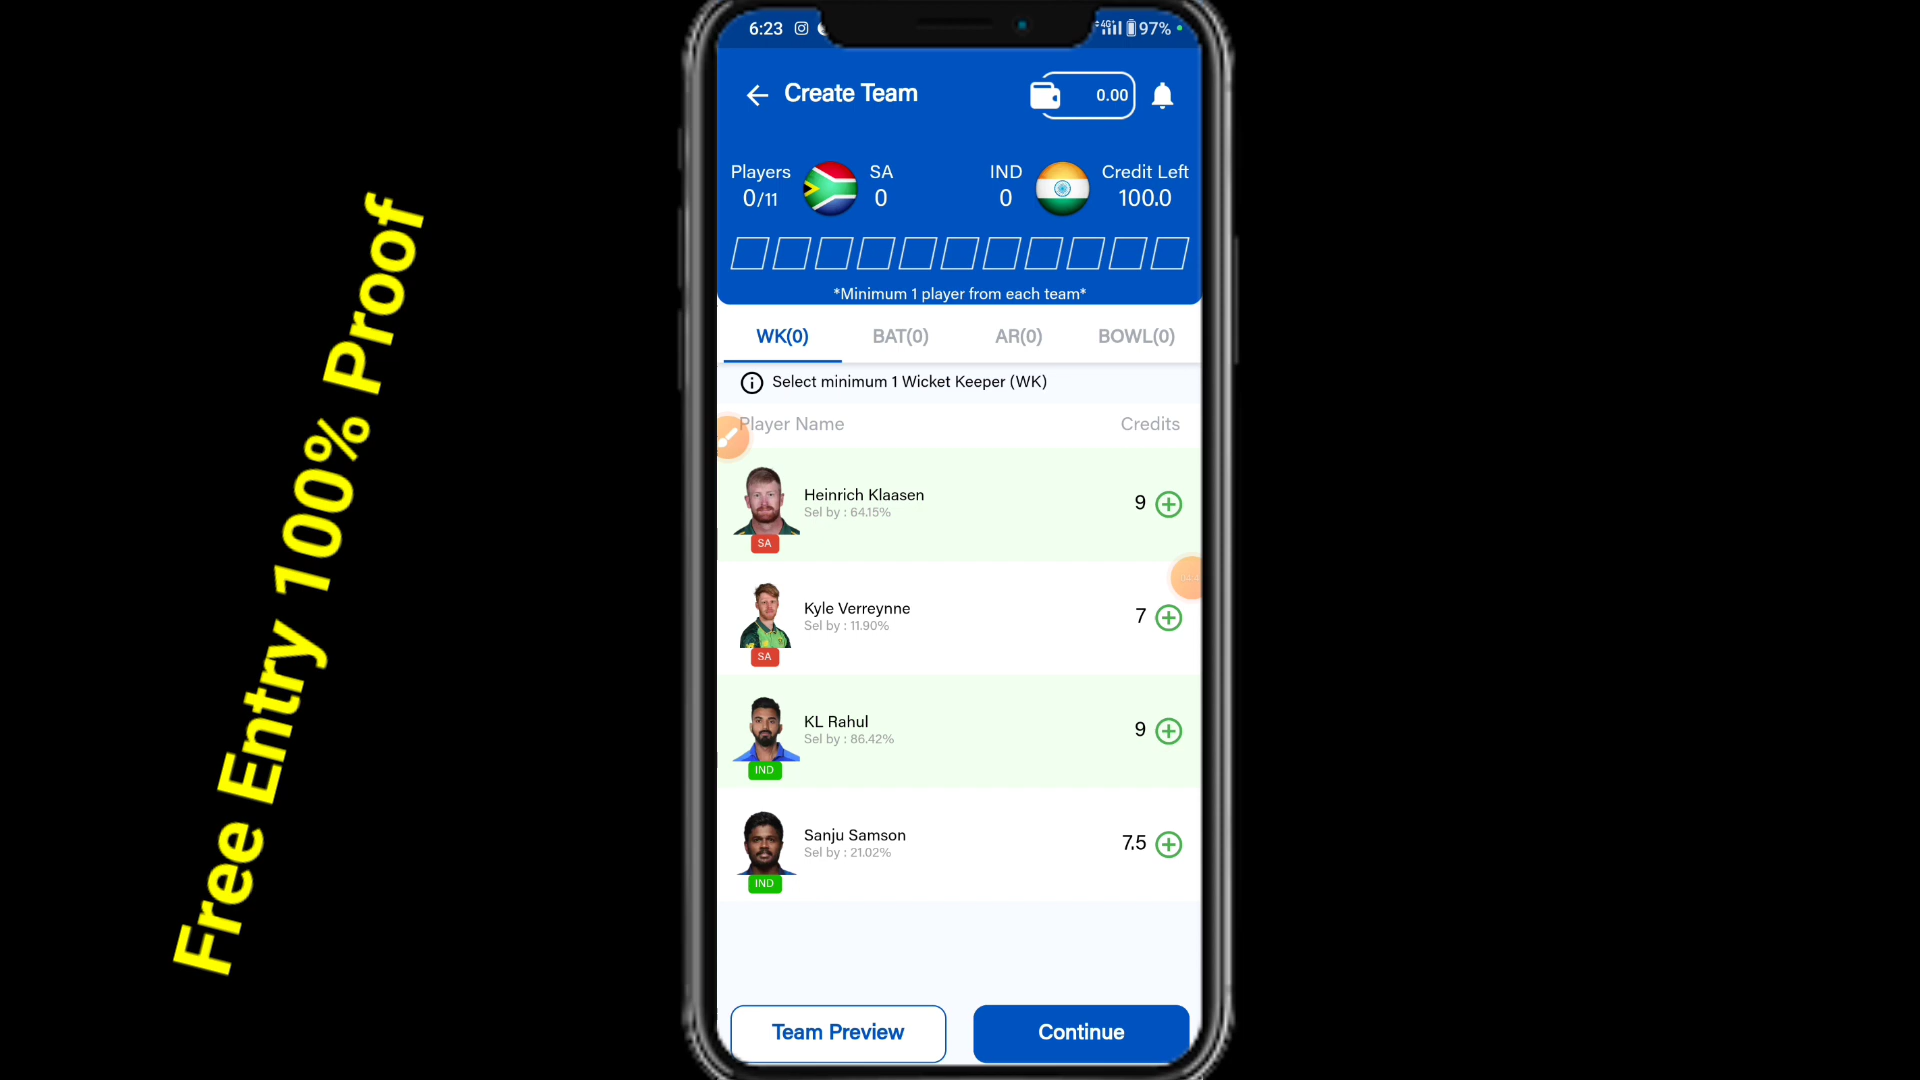 Free Entry 100% Proof
6:23
4G+
97%
Create Team
0.00
Players
0/11
SA
0
IND
0
Credit Left
100.0
*Minimum 1 player from each team*
WK(0)
BAT(0)
AR(0)
BOWL(0)
Select minimum 1 Wicket Keeper (WK)
Player Name
Credits
Heinrich Klaasen
Sel by : 64.15%
9
SA
Kyle Verreynne
Sel by : 11.90%
7
SA
KL Rahul
Sel by : 86.42%
9
IND
Sanju Samson
Sel by : 21.02%
7.5
IND
Team Preview
Continue